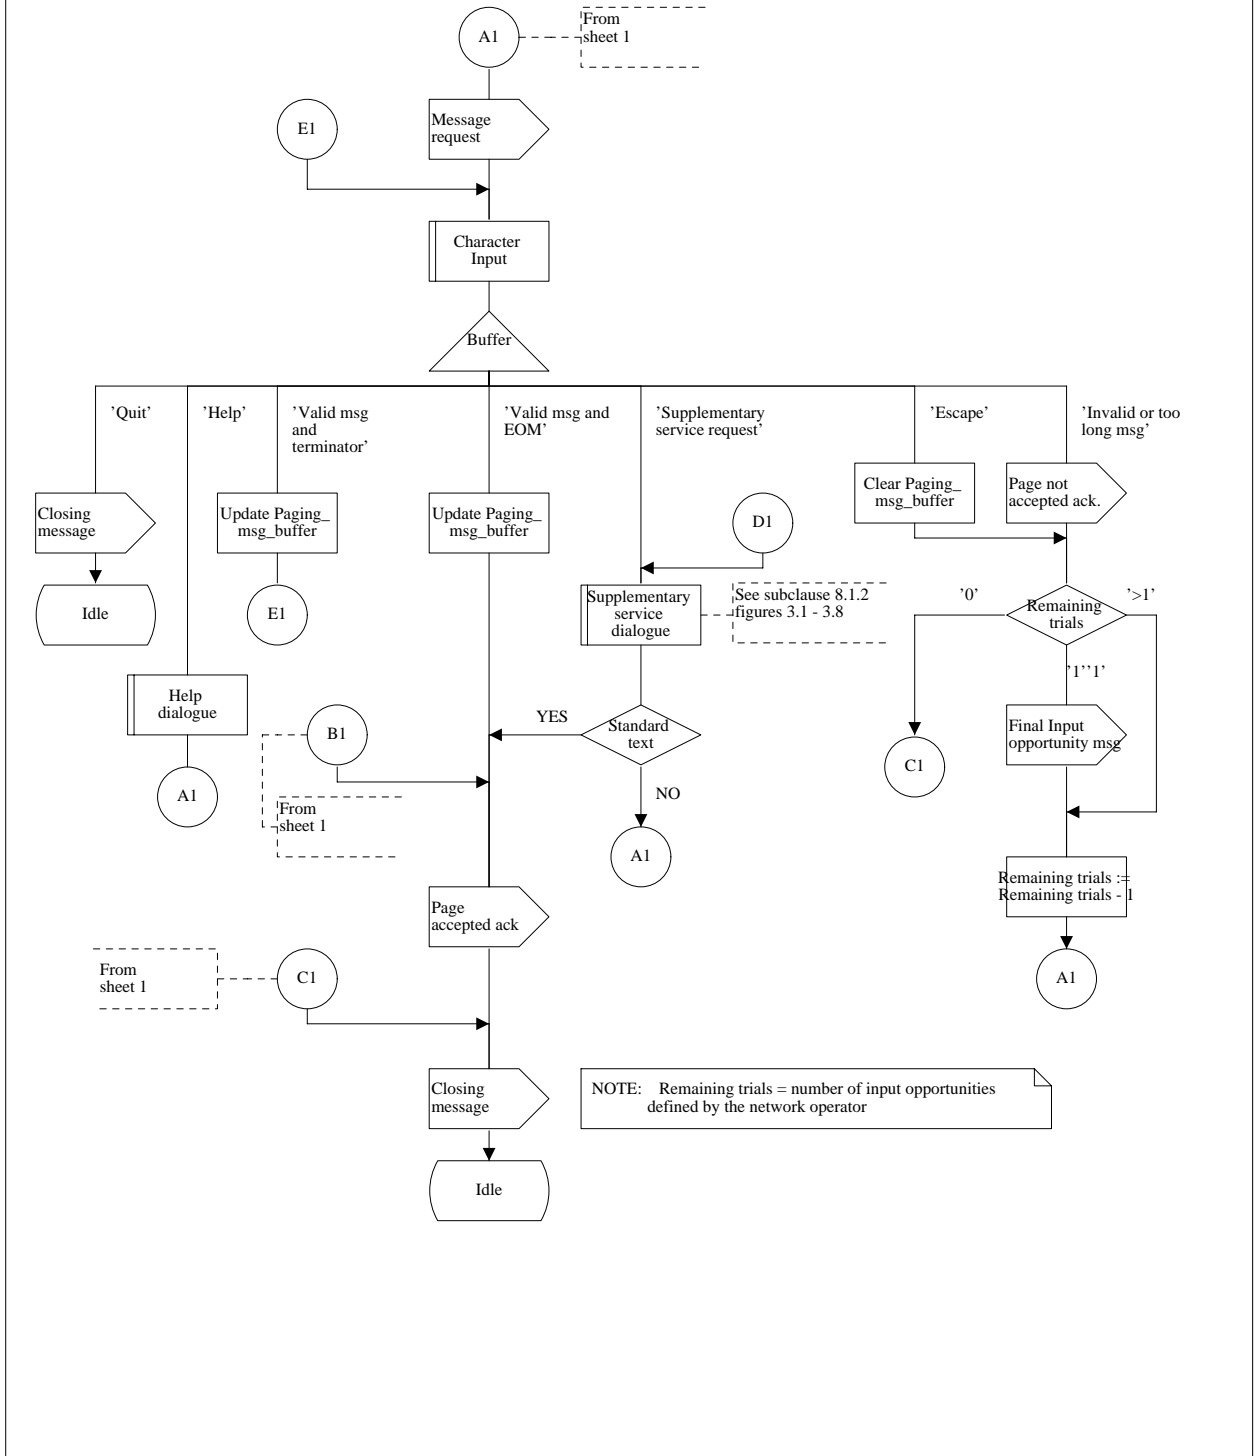 A1
From
sheet 1
E1
Message
request
Character
Input
Buffer
’Quit’
’Help’
’Valid msg
and
terminator’
’Valid msg and
EOM’
’Supplementary
service request’
’Escape’
’Invalid or too
long msg’
Closing
message
Update Paging_
msg_buffer
Update Paging_
msg_buffer
D1
Clear Paging_
msg_buffer
Page not
accepted ack.
Idle
E1
Supplementary
service
dialogue
See subclause 8.1.2
figures 3.1 - 3.8
’0’
Remaining
trials
’>1’
’1’’1’
Help
dialogue
B1
YES
Standard
text
Final Input
opportunity msg
C1
A1
From
sheet 1
NO
A1
Remaining trials :=
Remaining trials - 1
Page
accepted ack
From
sheet 1
C1
A1
Closing
message
NOTE: Remaining trials = number of input opportunities
defined by the network operator
Idle